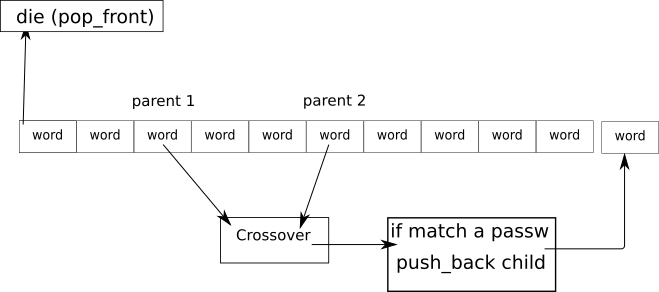 die (pop_front)
parent 1 parent 2
word word word word word word word word word word word
Crossover
if match a passw
push_back child